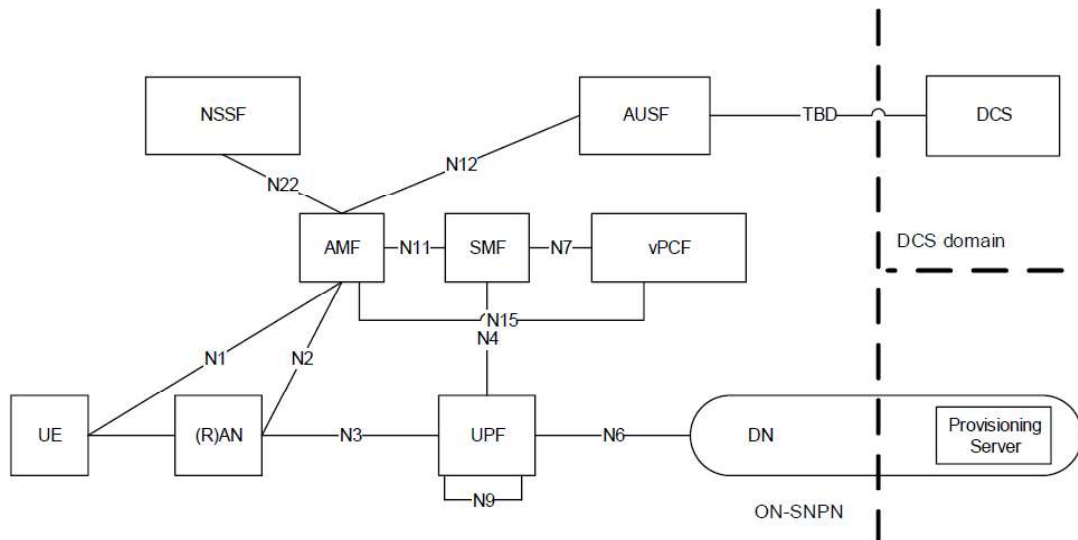 NSSF
AUSF
TBD
DCS
N22
N12
AMF
N11
SMF
N7
vPCF
DCS domain
N15
N4
N1
N2
UE
(R)AN
N3
UPF
N6
DN
Provisioning
Server
N9
ON-SNPN